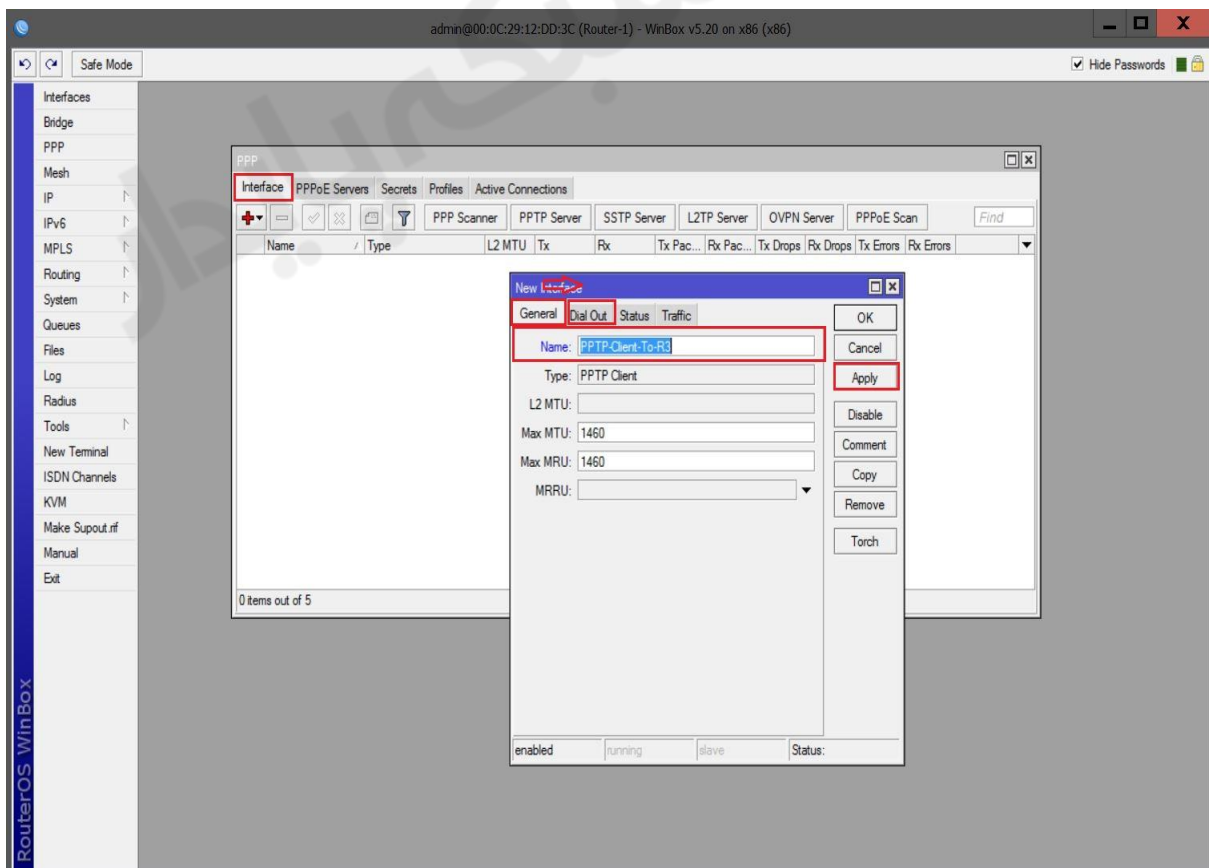 admin@00:0C:29:12:DD:3C (Router-1) - WinBox v5.20 on x86 (x86)
Safe Mode
Hide Passwords
Interfaces
Bridge
PPP
Mesh
IP
IPv6
MPLS
Routing
System
Queues
Files
Log
Radius
Tools
New Terminal
ISDN Channels
KVM
Make Supout.rif
Manual
Exit
RouterOS WinBox
PPP
Interface PPPoE Servers Secrets Profiles Active Connections
PPP Scanner PPTP Server SSTP Server L2TP Server OVPN Server PPPoE Scan Find
Name / Type L2 MTU Tx Rx Tx Pac... Rx Pac... Tx Drops Rx Drops Tx Errors Rx Errors
0 items out of 5
New Interface
General Dial Out Status Traffic
Name: PPTP-Client-To-R3
Type: PPTP Client
L2 MTU:
Max MTU: 1460
Max MRU: 1460
MRRU:
OK
Cancel
Apply
Disable
Comment
Copy
Remove
Torch
enabled running slave Status: